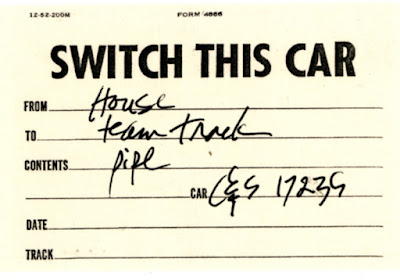 12-52-200M FORM 4866
SWITCH THIS CAR
FROM House
TO team track
CONTENTS pipe
CAR C&S 17239
DATE
TRACK